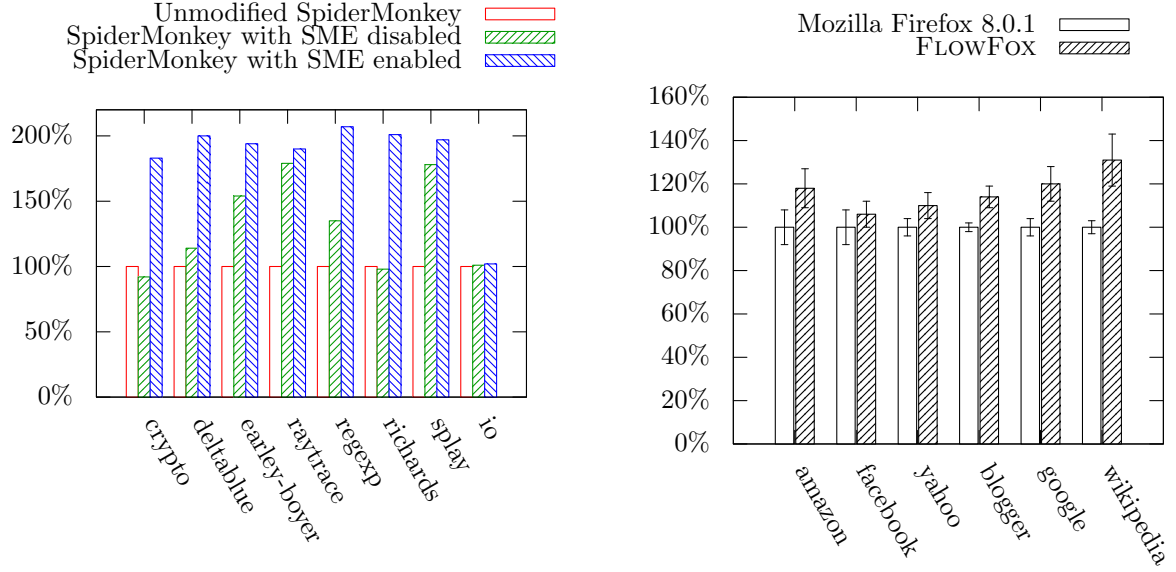 Unmodified SpiderMonkey
SpiderMonkey with SME disabled
SpiderMonkey with SME enabled
200%
150%
100%
50%
0%
crypto
deltablue
earley-boyer
raytrace
regexp
richards
splay
io
Mozilla Firefox 8.0.1
FLOWFOX
160%
140%
120%
100%
80%
60%
40%
20%
0%
amazon
facebook
yahoo
blogger
google
wikipedia